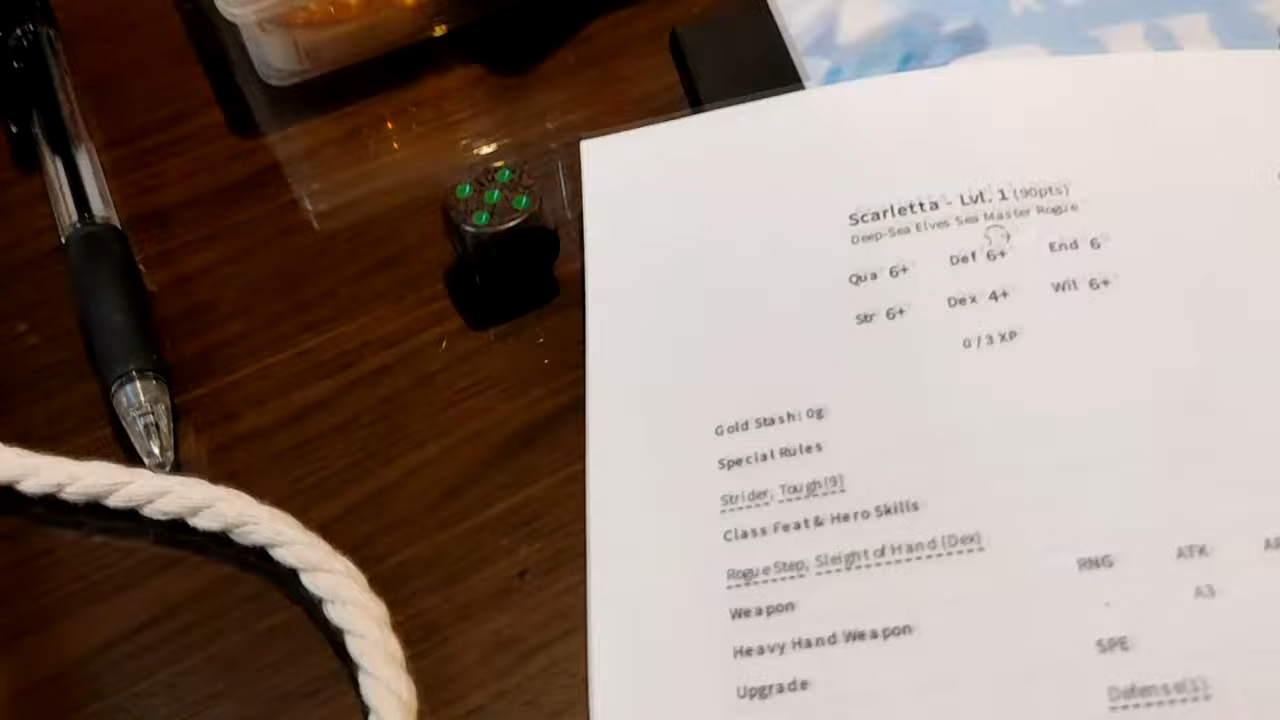 Scarletta - Lvl. 1 (90pts)
Deep-Sea Elves Sea Master Rogue
Qua 6+ Def 6+ End 6
Str 6+ Dex 4+ Wil 6+
0 / 3 XP
Gold Stash: 0g
Special Rules
Strider, Tough(9)
Class Feat & Hero Skills
Rogue Step, Sleight of Hand (Dex)
Weapon RNG ATK AP
Heavy Hand Weapon - A3
Upgrade SPE
Defense(1)